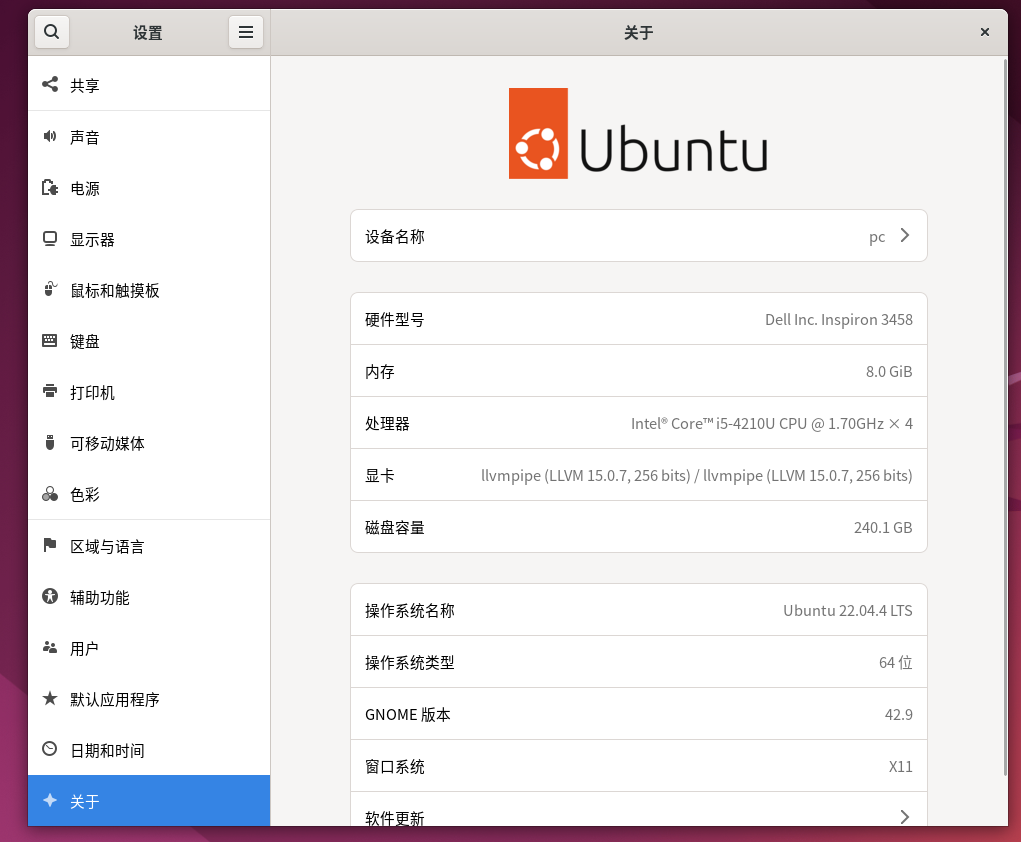 设置
关于
共享
声音
电源
显示器
鼠标和触摸板
键盘
打印机
可移动媒体
色彩
区域与语言
辅助功能
用户
默认应用程序
日期和时间
关于
Ubuntu
设备名称 pc
硬件型号 Dell Inc. Inspiron 3458
内存 8.0 GiB
处理器 Intel® Core™ i5-4210U CPU @ 1.70GHz × 4
显卡 llvmpipe (LLVM 15.0.7, 256 bits) / llvmpipe (LLVM 15.0.7, 256 bits)
磁盘容量 240.1 GB
操作系统名称 Ubuntu 22.04.4 LTS
操作系统类型 64 位
GNOME 版本 42.9
窗口系统 X11
软件更新